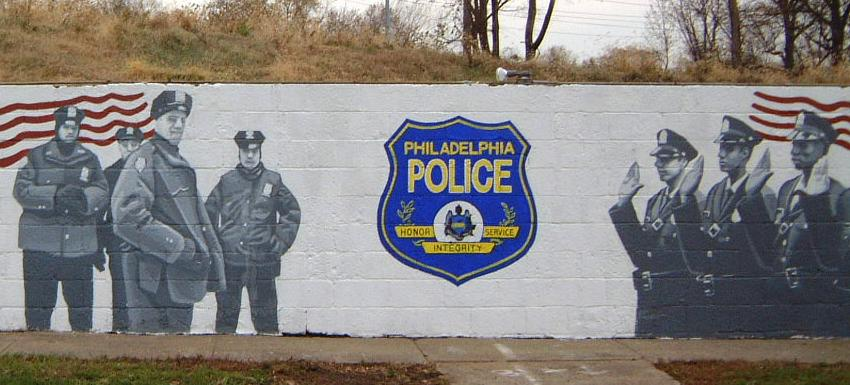 PHILADELPHIA
POLICE
HONOR SERVICE
INTEGRITY